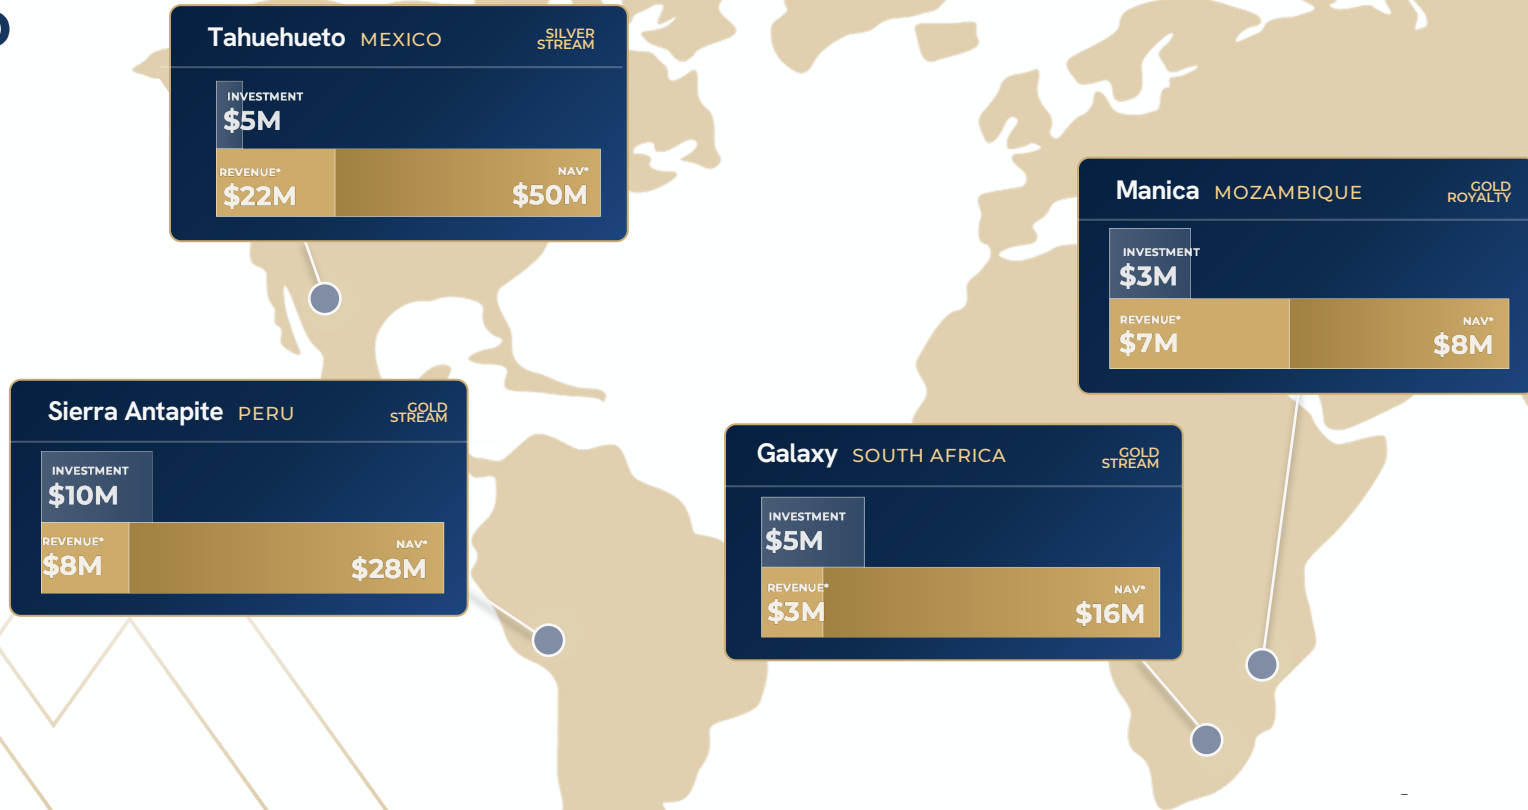 Tahuehueto MEXICO
SILVER
STREAM
INVESTMENT
$5M
REVENUE*
$22M
NAV*
$50M
Manica MOZAMBIQUE
GOLD
ROYALTY
INVESTMENT
$3M
REVENUE*
$7M
NAV*
$8M
Sierra Antapite PERU
GOLD
STREAM
INVESTMENT
$10M
REVENUE*
$8M
NAV*
$28M
Galaxy SOUTH AFRICA
GOLD
STREAM
INVESTMENT
$5M
REVENUE*
$3M
NAV*
$16M